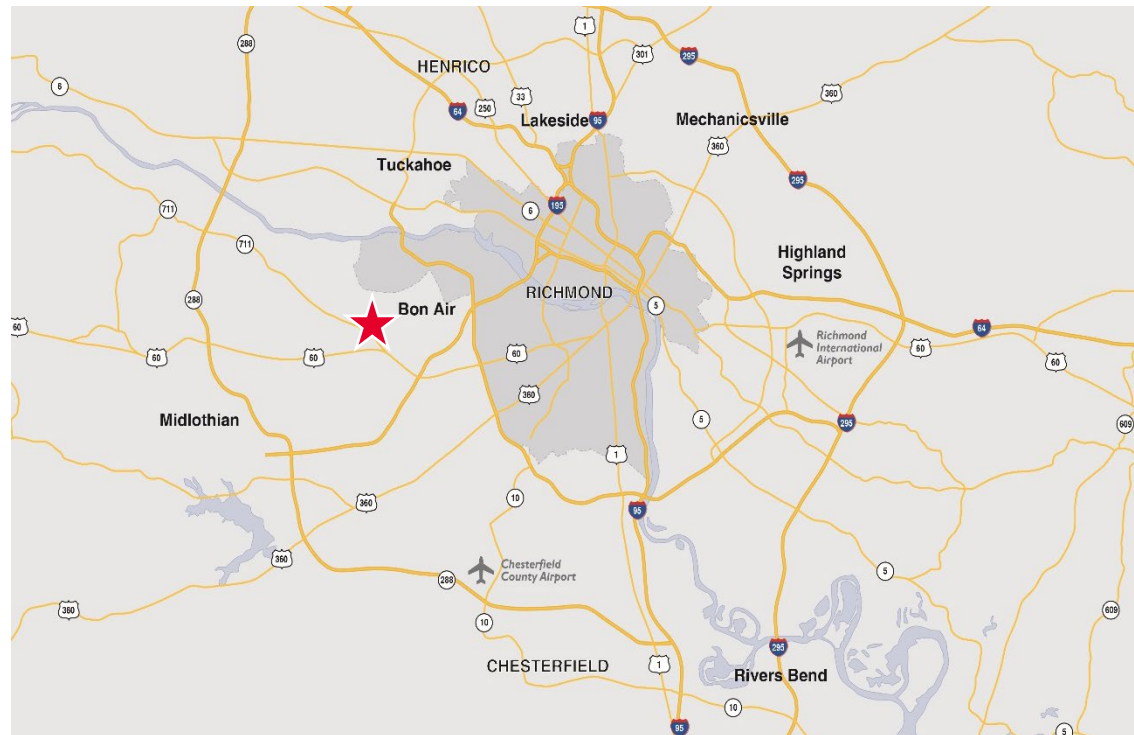 1
288
301
295
HENRICO
6
33
360
250
64
Lakeside
95
Mechanicsville
360
Tuckahoe
295
195
711
6
711
Highland
Springs
288
RICHMOND
5
Bon Air
60
64
Richmond
International
Airport
60
60
60
60
60
360
Midlothian
5
295
609
1
360
10
95
360
Chesterfield
County Airport
288
5
360
609
10
295
CHESTERFIELD
1
Rivers Bend
10
95
5